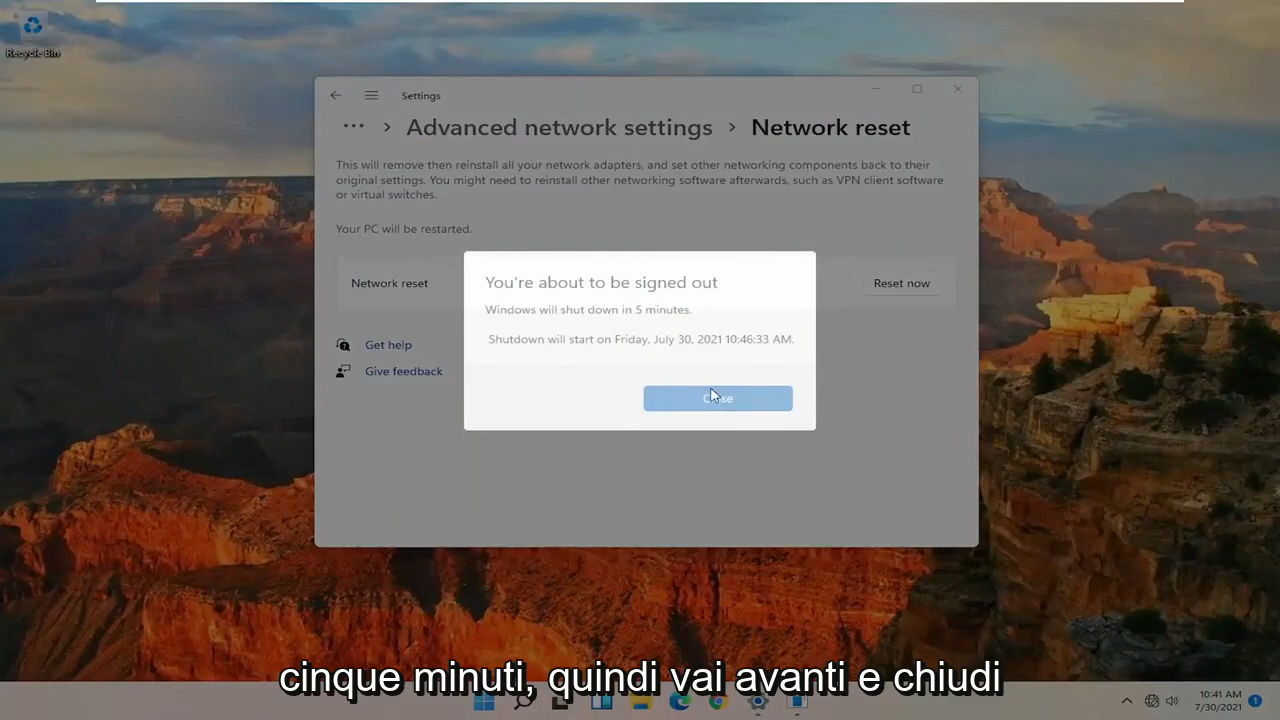 Recycle Bin
Settings
... > Advanced network settings > Network reset
This will remove then reinstall all your network adapters, and set other networking components back to their
original settings. You might need to reinstall other networking software afterwards, such as VPN client software
or virtual switches.
Your PC will be restarted.
Network reset
Reset now
You're about to be signed out
Windows will shut down in 5 minutes.
Shutdown will start on Friday, July 30, 2021 10:46:33 AM.
Close
Get help
Give feedback
cinque minuti, quindi vai avanti e chiudi
10:41 AM
7/30/2021
1